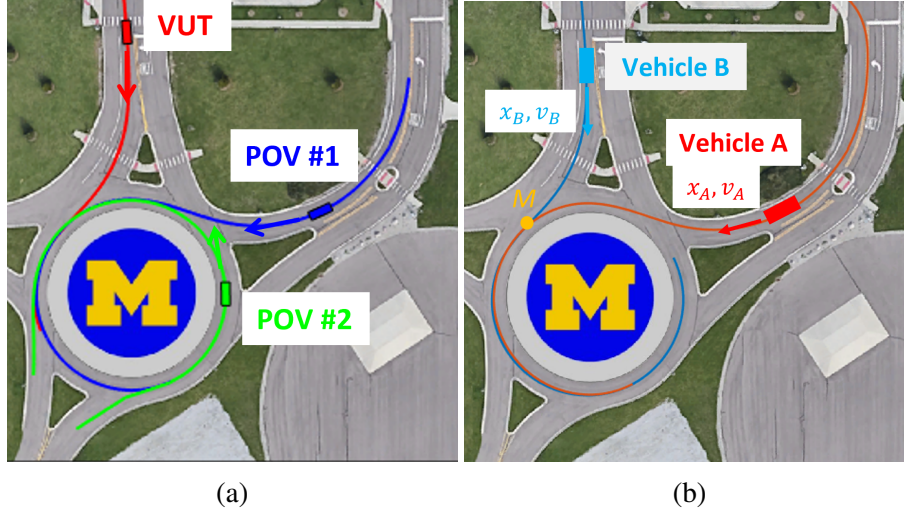 VUT
POV #1
POV #2
M
(a)
Vehicle B
x_B, v_B
Vehicle A
x_A, v_A
M
M
(b)